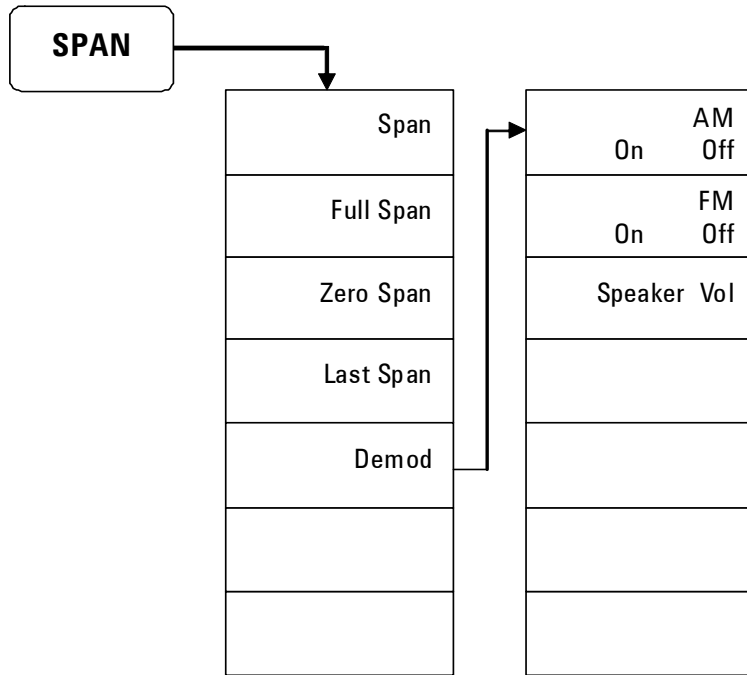 SPAN
Span
Full Span
Zero Span
Last Span
Demod
AM
On Off
FM
On Off
Speaker Vol